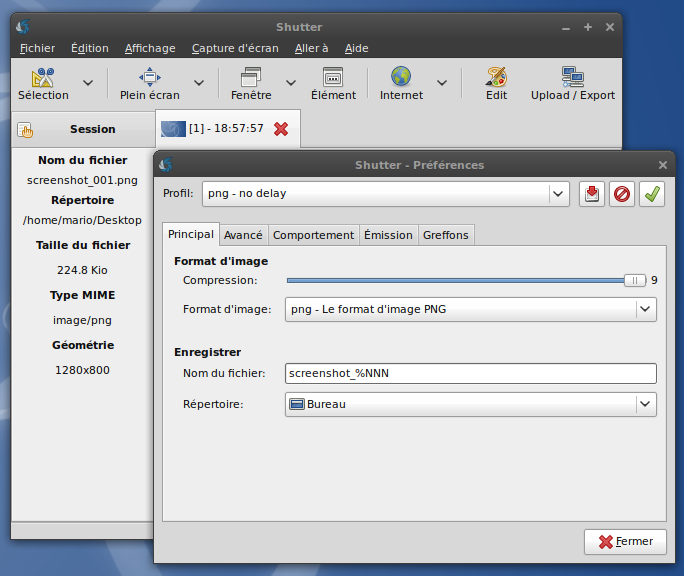 Shutter
Fichier Édition Affichage Capture d'écran Aller à Aide
Sélection Plein écran Fenêtre Élément Internet Edit Upload / Export
Session [1] - 18:57:57
Nom du fichier
screenshot_001.png
Répertoire
/home/mario/Desktop
Taille du fichier
224.8 Kio
Type MIME
image/png
Géométrie
1280x800
Shutter - Préférences
Profil: png - no delay
Principal Avancé Comportement Émission Greffons
Format d'image
Compression: 9
Format d'image: png - Le format d'image PNG
Enregistrer
Nom du fichier: screenshot_%NNN
Répertoire: Bureau
Fermer